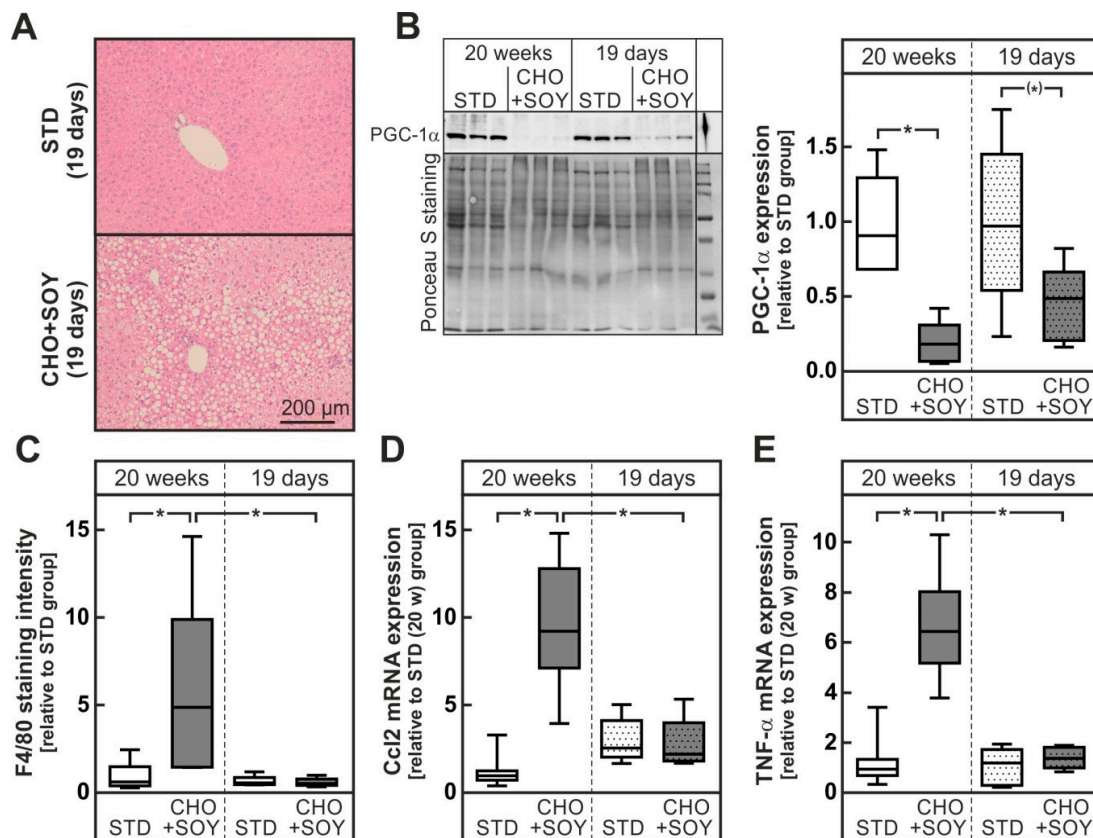 A
STD
(19 days)
CHO+SOY
(19 days)
200 µm
B
20 weeks
19 days
STD
CHO
+SOY
STD
CHO
+SOY
PGC-1α
Ponceau S staining
PGC-1α expression
[relative to STD group]
20 weeks
19 days
*
(*)
1.5
1.0
0.5
0.0
STD
CHO
+SOY
STD
CHO
+SOY
C
F4/80 staining intensity
[relative to STD group]
20 weeks
19 days
*
*
15
10
5
0
STD
CHO
+SOY
STD
CHO
+SOY
D
Ccl2 mRNA expression
[relative to STD (20 w) group]
20 weeks
19 days
*
*
15
10
5
0
STD
CHO
+SOY
STD
CHO
+SOY
E
TNF-α mRNA expression
[relative to STD (20 w) group]
20 weeks
19 days
*
*
10
8
6
4
2
0
STD
CHO
+SOY
STD
CHO
+SOY